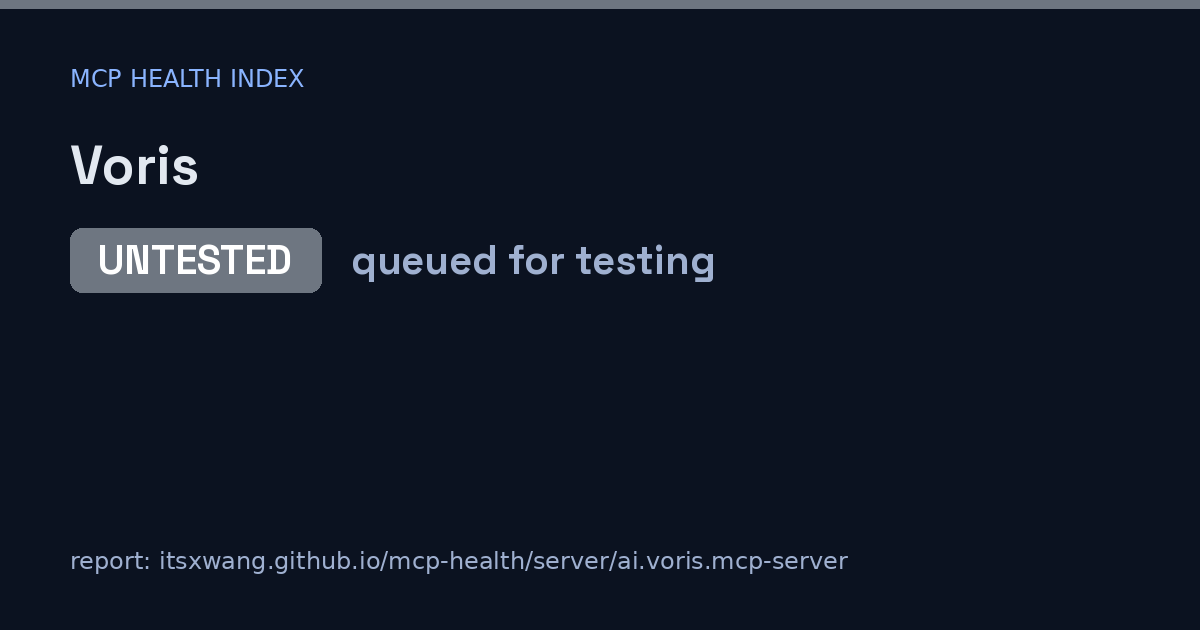 MCP HEALTH INDEX
Voris
UNTESTED queued for testing
report: itsxwang.github.io/mcp-health/server/ai.voris.mcp-server